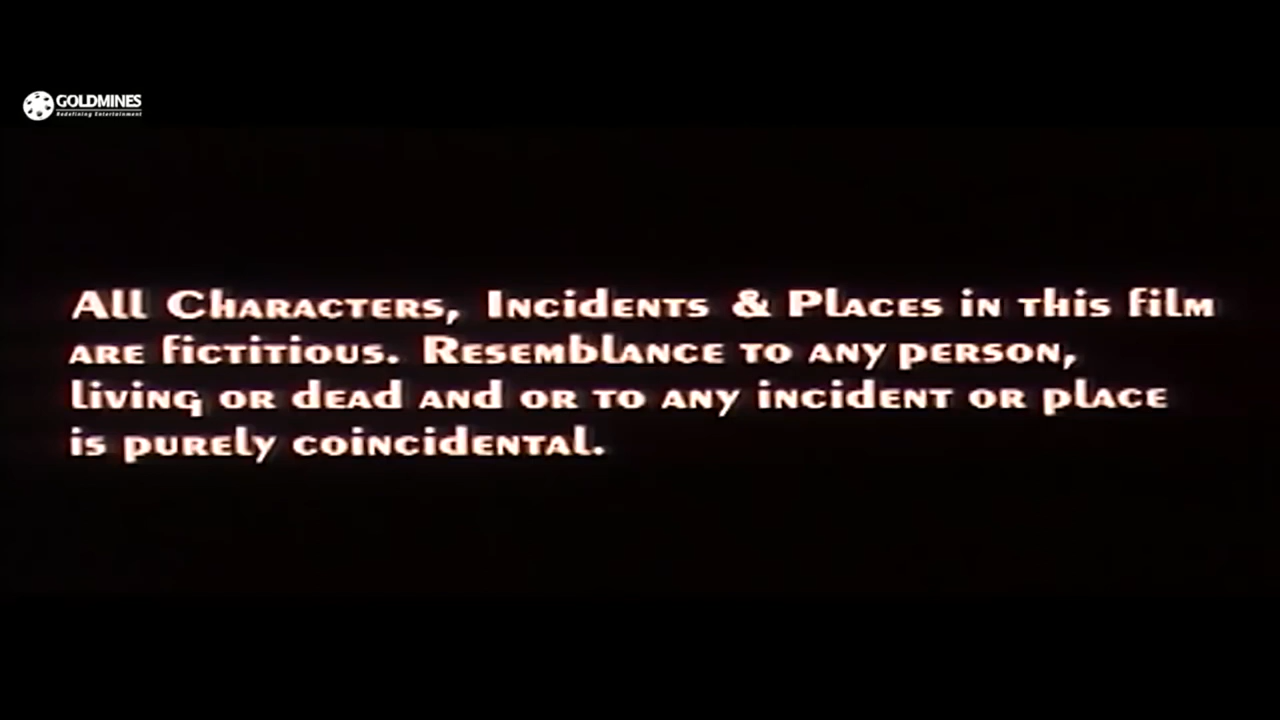 GOLDMINES
Redefining Entertainment
All Characters, Incidents & Places in this film
are fictitious. Resemblance to any person,
living or dead and or to any incident or place
is purely coincidental.